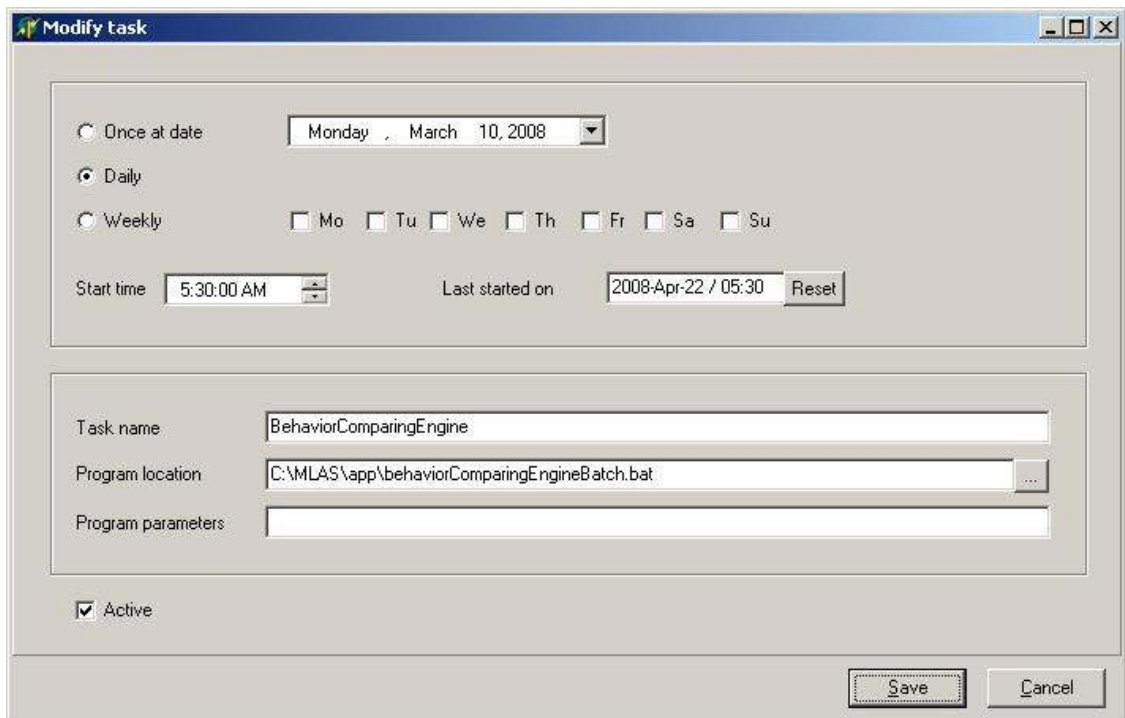 Modify task
Once at date Monday , March 10, 2008
Daily
Weekly Mo Tu We Th Fr Sa Su
Start time 5:30:00 AM Last started on 2008-Apr-22 / 05:30 Reset
Task name BehaviorComparingEngine
Program location C:\MLAS\app\behaviorComparingEngineBatch.bat ...
Program parameters
Active
Save Cancel